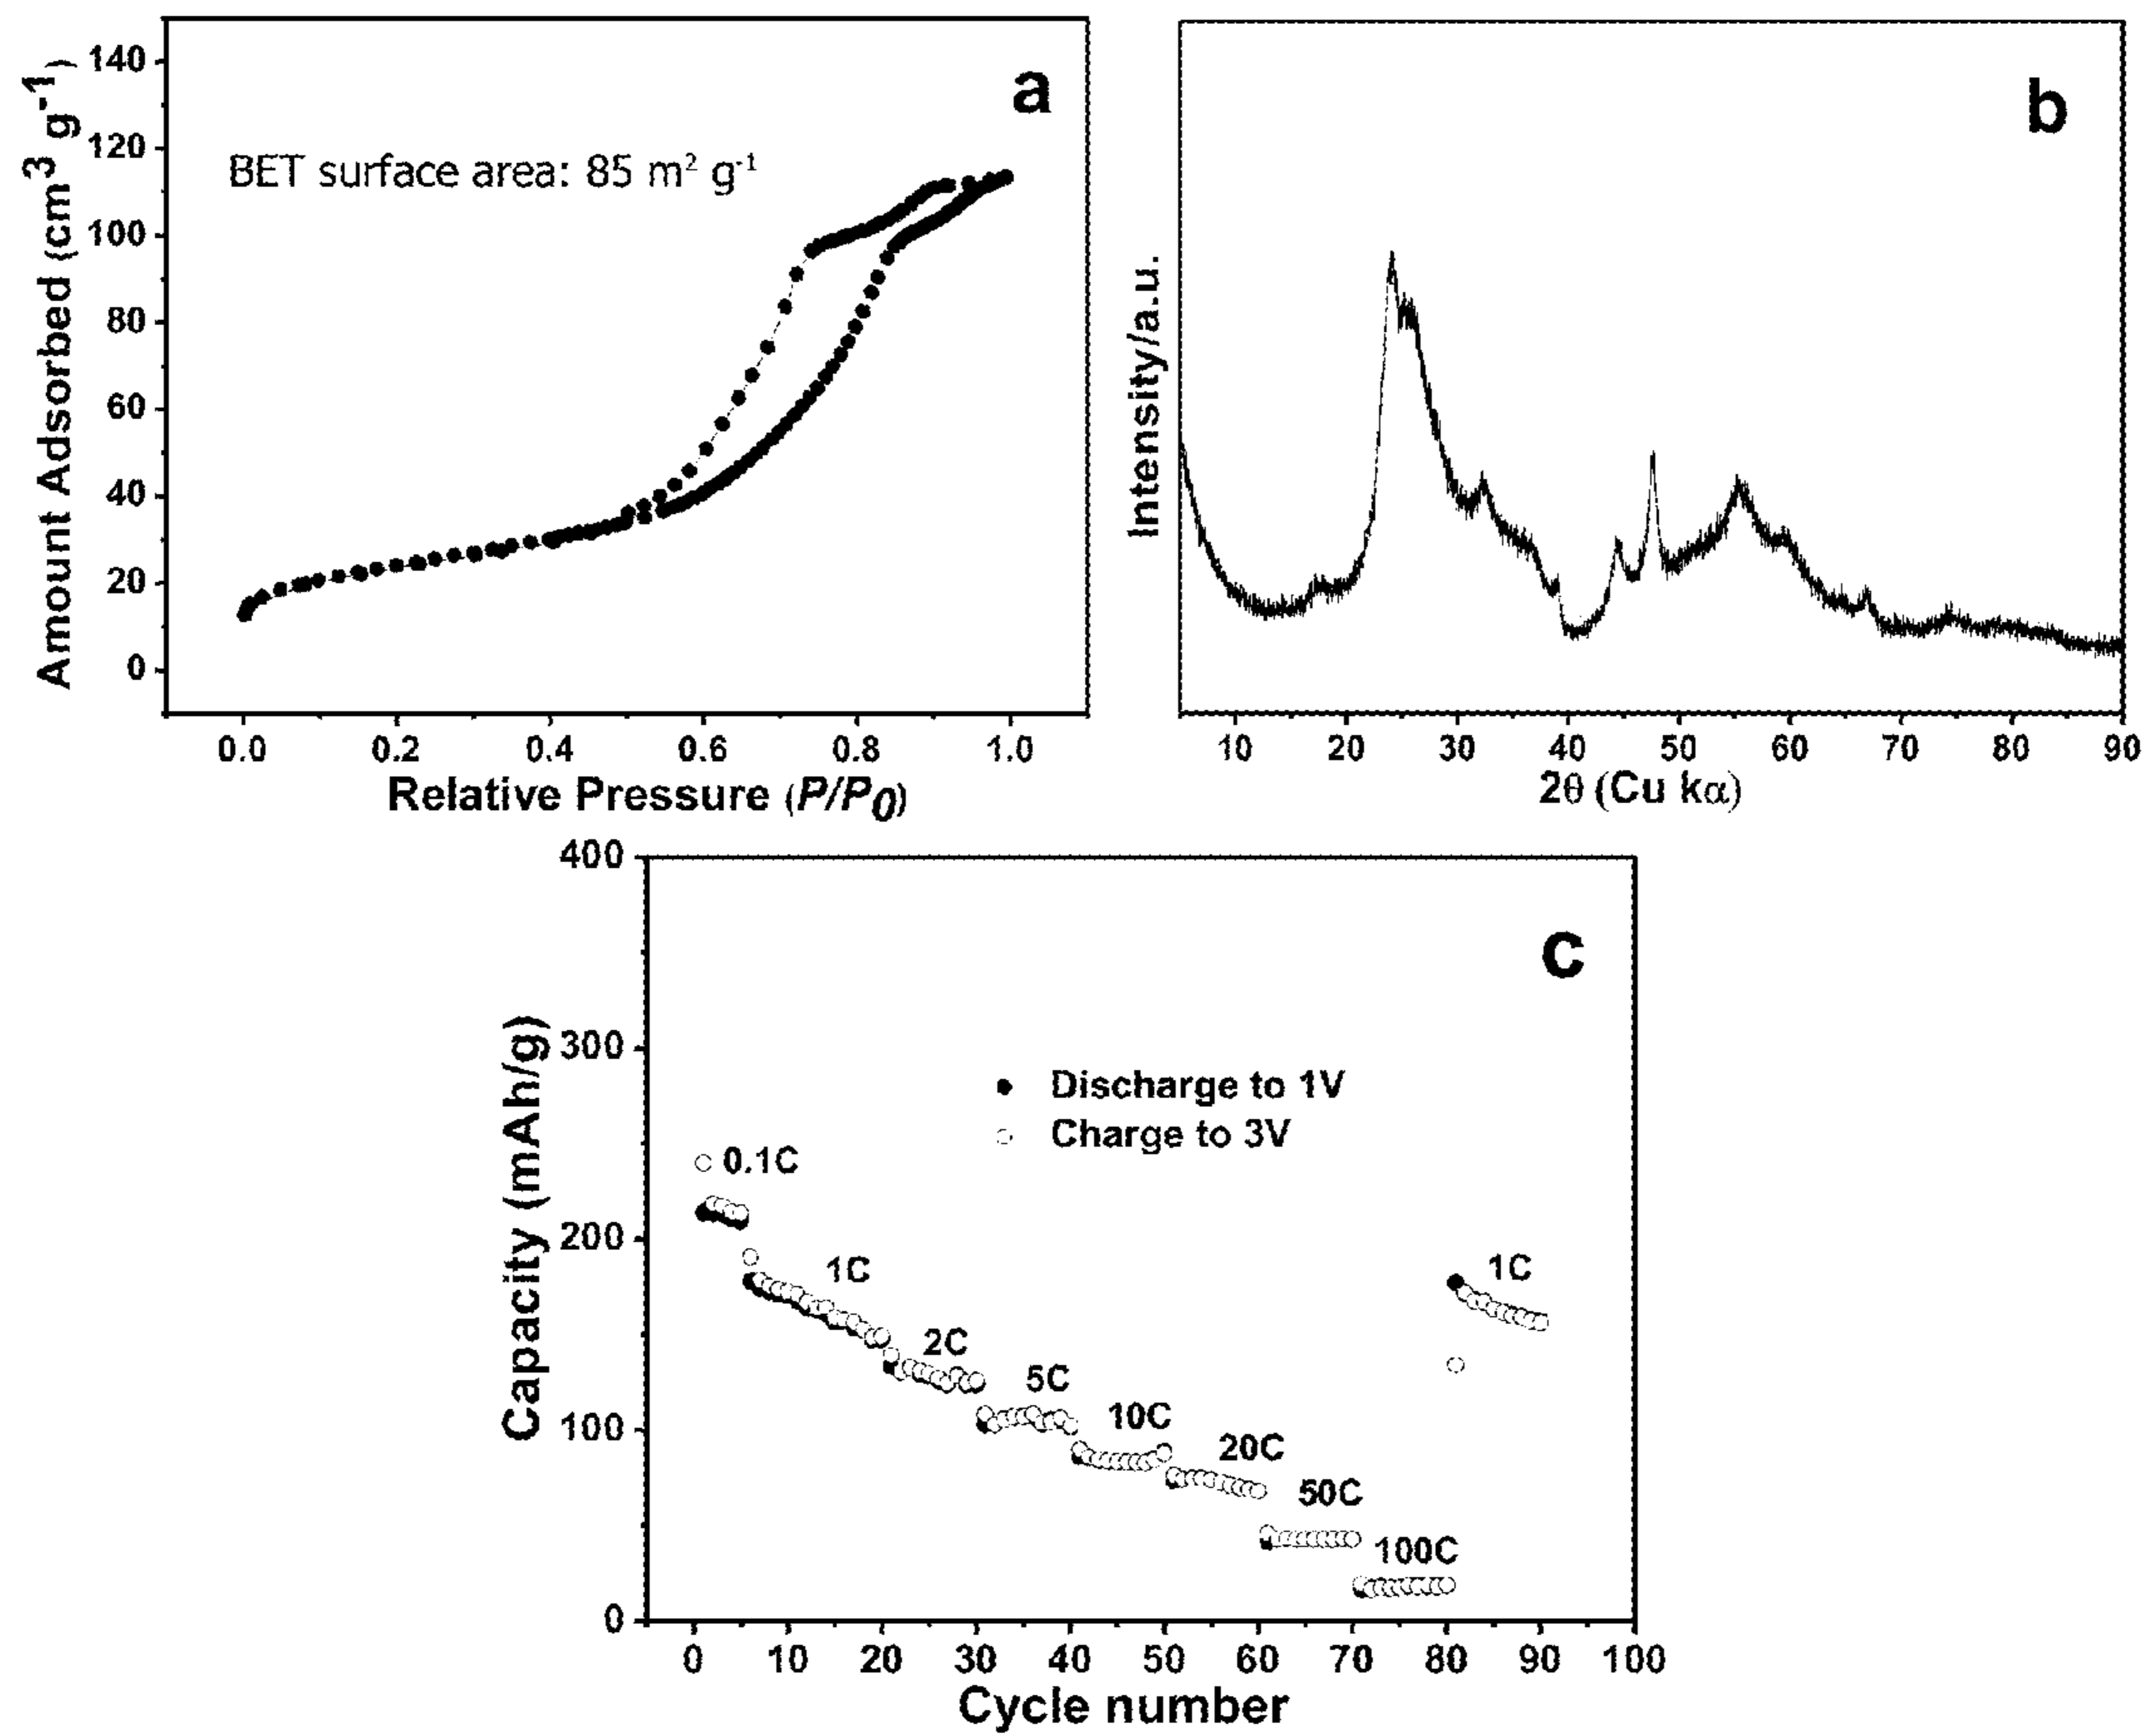 a
BET surface area: 85 m² g⁻¹
Amount Adsorbed (cm³ g⁻¹)
140
120
100
80
60
40
20
0
0.0 0.2 0.4 0.6 0.8 1.0
Relative Pressure (P/P₀)
b
Intensity/a.u.
10 20 30 40 50 60 70 80 90
2θ (Cu kα)
c
Capacity (mAh/g)
400
300
200
100
0
Discharge to 1V
Charge to 3V
0.1C
1C
2C
5C
10C
20C
50C
100C
1C
0 10 20 30 40 50 60 70 80 90 100
Cycle number